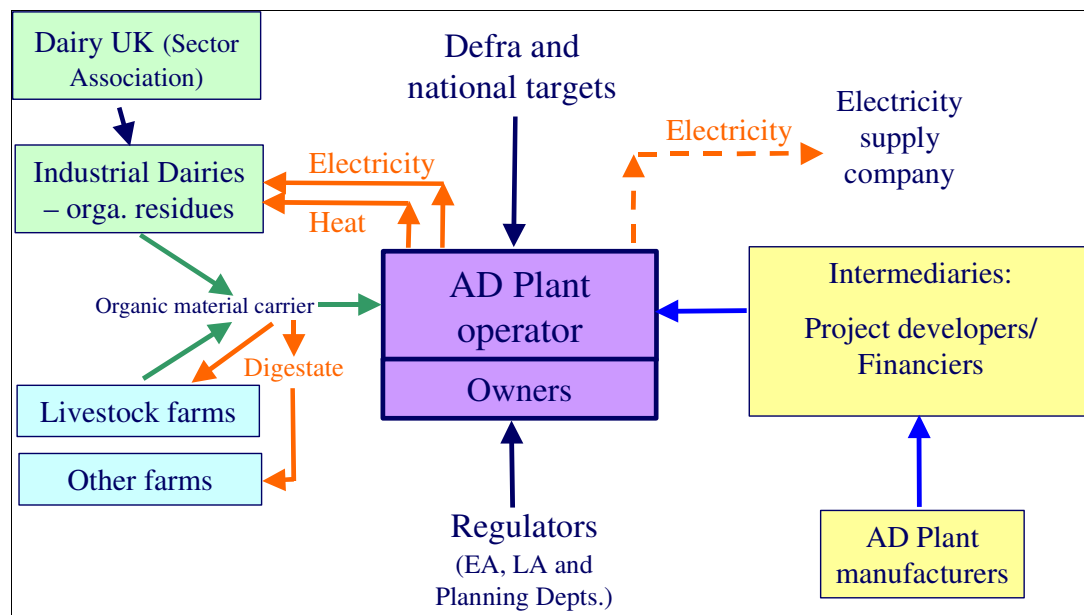 Dairy UK (Sector
Association)
Defra and
national targets
Electricity
supply
company
Electricity
Industrial Dairies
– orga. residues
Electricity
Heat
AD Plant
operator
Owners
Intermediaries:
Project developers/
Financiers
Organic material carrier
Digestate
Livestock farms
Other farms
Regulators
(EA, LA and
Planning Depts.)
AD Plant
manufacturers